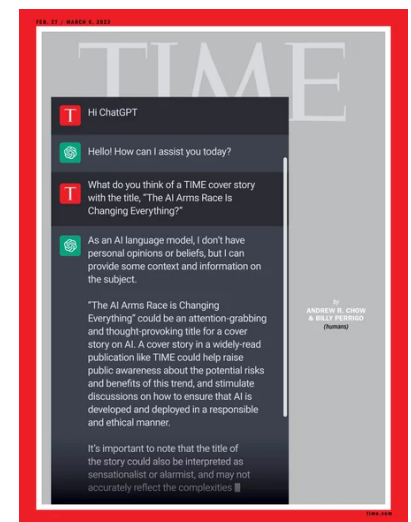 FEB. 27 / MARCH 6, 2023
TIME
T
Hi ChatGPT
Hello! How can I assist you today?
T
What do you think of a TIME cover story
with the title, "The AI Arms Race Is
Changing Everything?"
As an AI language model, I don't have
personal opinions or beliefs, but I can
provide some context and information on
the subject.
"The AI Arms Race is Changing
Everything" could be an attention-grabbing
and thought-provoking title for a cover
story on AI. A cover story in a widely-read
publication like TIME could help raise
public awareness about the potential risks
and benefits of this trend, and stimulate
discussions on how to ensure that AI is
developed and deployed in a responsible
and ethical manner.
It's important to note that the title of
the story could also be interpreted as
sensationalist or alarmist, and may not
accurately reflect the complexities
by
ANDREW R. CHOW
& BILLY PERRIGO
(humans)
time.com